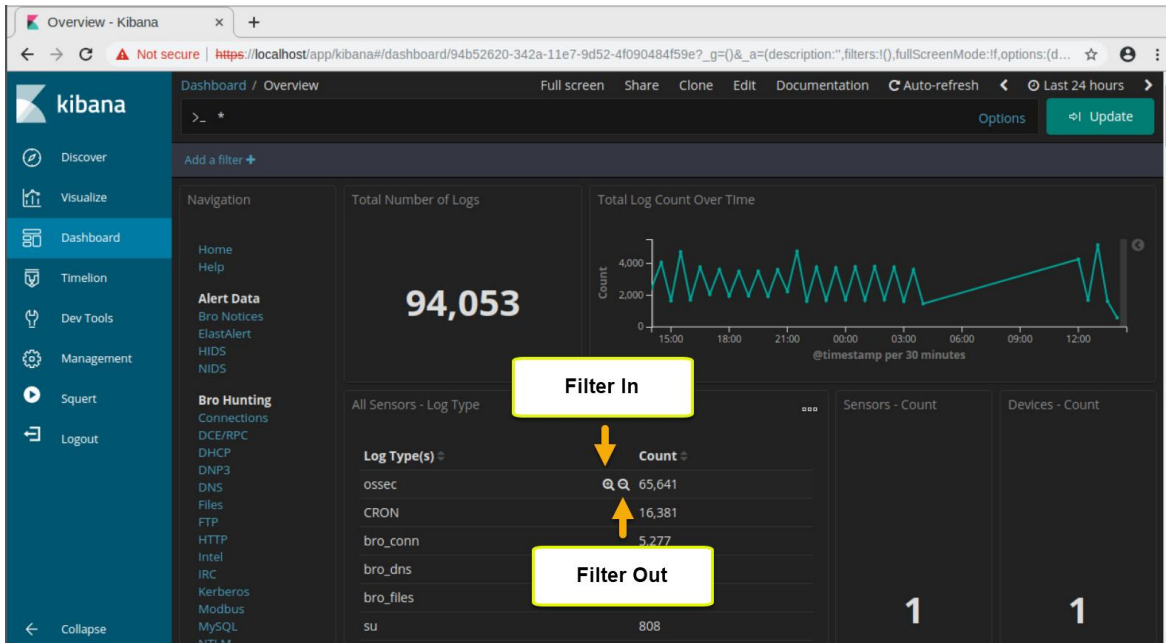 Overview - Kibana
Not secure | https://localhost/app/kibana#/dashboard/94b52620-342a-11e7-9d52-4f090484f59e?_g=()&_a=(description:'',filters:!(),fullScreenMode:!f,options:(d...
kibana
Discover
Visualize
Dashboard
Timelion
Dev Tools
Management
Squert
Logout
Collapse
Dashboard / Overview
Full screen Share Clone Edit Documentation Auto-refresh Last 24 hours
>_ *
Options
Update
Add a filter +
Navigation
Home
Help
Alert Data
Bro Notices
ElastAlert
HIDS
NIDS
Bro Hunting
Connections
DCE/RPC
DHCP
DNP3
DNS
Files
FTP
HTTP
Intel
IRC
Kerberos
Modbus
MySQL
NTLM
Total Number of Logs
94,053
Total Log Count Over TIme
Count
4,000
2,000
0
15:00 18:00 21:00 00:00 03:00 06:00 09:00 12:00
@timestamp per 30 minutes
Filter In
All Sensors - Log Type
Log Type(s) Count
ossec 65,641
CRON 16,381
bro_conn 5,277
bro_dns
bro_files
su 808
Filter Out
Sensors - Count
1
Devices - Count
1